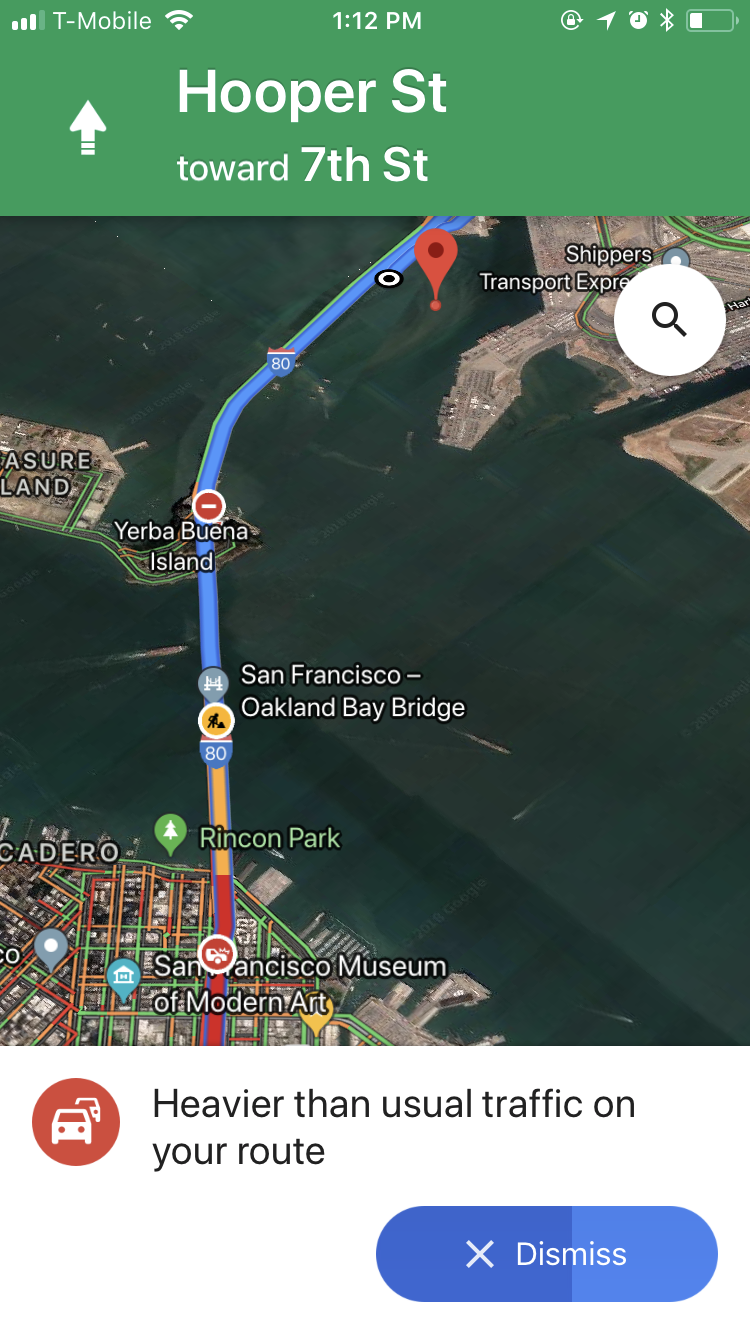 T-Mobile
1:12 PM
Hooper St
toward 7th St
Shippers
Transport Expre
Har
80
ASURE
LAND
Yerba Buena
Island
San Francisco –
Oakland Bay Bridge
80
Rincon Park
CADERO
co
San Francisco Museum
of Modern Art
Heavier than usual traffic on
your route
Dismiss